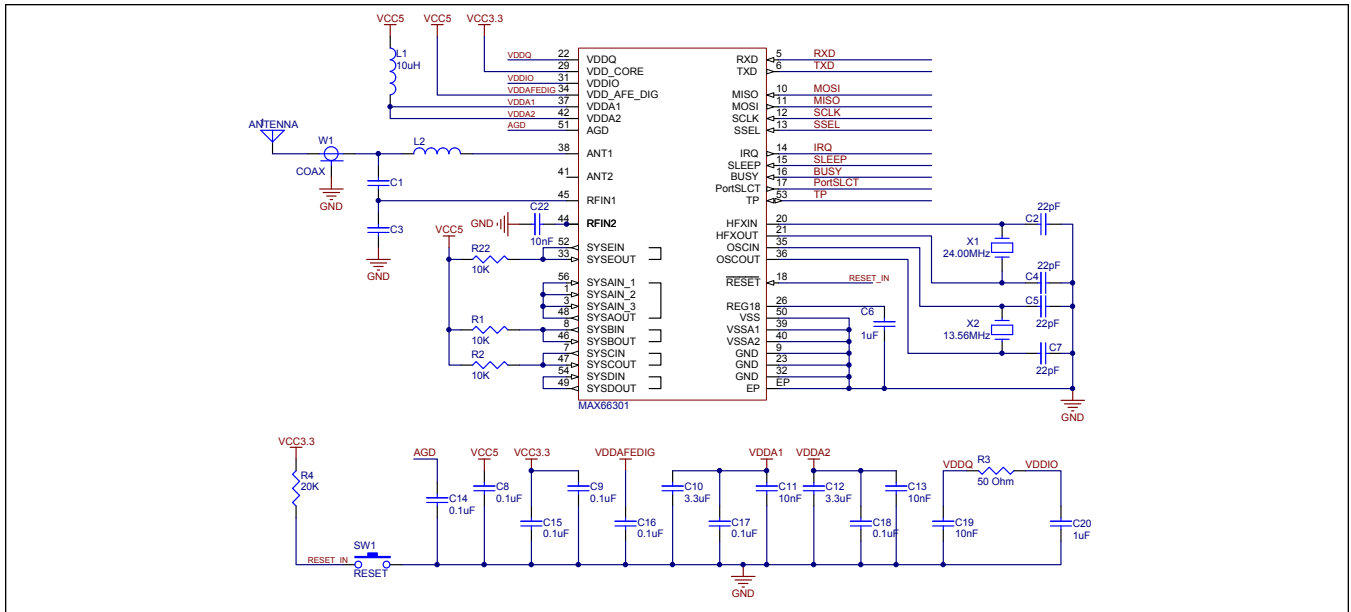 VCC5 VCC5 VCC3.3
L1
10uH
VDDQ 22 VDDQ
29 VDD_CORE
VDDIO 31 VDDIO
VDDAFEDIG 34 VDD_AFE_DIG
VDDA1 37 VDDA1
VDDA2 42 VDDA2
AGD 51 AGD
ANTENNA
W1
COAX
GND
L2
38 ANT1
41 ANT2
C1
45 RFIN1
C3
GND
C22
GND 10nF
44 RFIN2
VCC5
52 SYSEIN
33 SYSEOUT
R22
10K
56 SYSAIN_1
1 SYSAIN_2
3 SYSAIN_3
48 SYSAOUT
R1
10K
8 SYSBIN
46 SYSBOUT
R2
10K
7 SYSCIN
47 SYSCOUT
54 SYSDIN
49 SYSDOUT
MAX66301
RXD 5 RXD
TXD 6 TXD
MISO 10 MOSI
MOSI 11 MISO
SCLK 12 SCLK
SSEL 13 SSEL
IRQ 14 IRQ
SLEEP 15 SLEEP
BUSY 16 BUSY
PortSLCT 17 PortSLCT
TP 53 TP
HFXIN 20
HFXOUT 21
OSCIN 35
OSCOUT 36
RESET 18 RESET_IN
REG18 26
VSS 50
VSSA1 39
VSSA2 40
GND 9
GND 23
GND 32
EP EP
C6
1uF
22pF
C2
X1
24.00MHz
22pF
C4
C5
22pF
X2
13.56MHz
C7
22pF
GND
VCC3.3
R4
20K
RESET_IN
SW1
RESET
AGD
C14
0.1uF
VCC5
C8
0.1uF
VCC3.3
C15
0.1uF
C9
0.1uF
VDDAFEDIG
C16
0.1uF
C10
3.3uF
C17
0.1uF
VDDA1
C11
10nF
VDDA2
C12
3.3uF
C18
0.1uF
C13
10nF
VDDQ R3 VDDIO
50 Ohm
C19
10nF
C20
1uF
GND